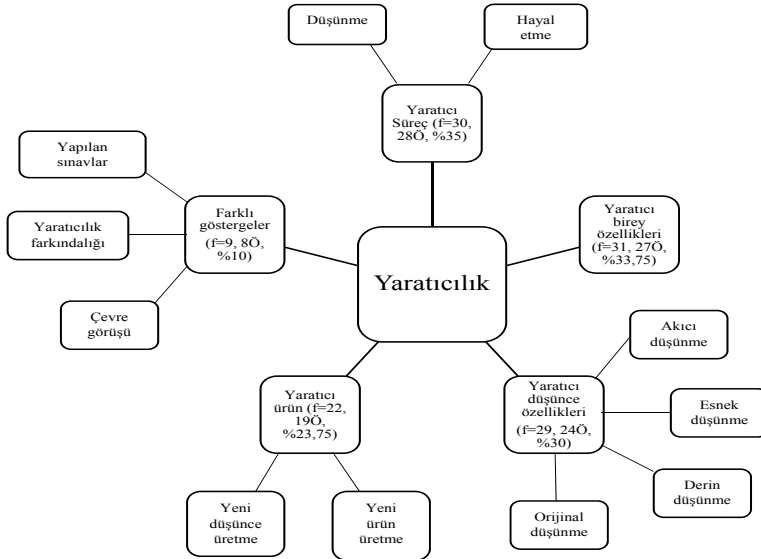 Düşünme
Hayal
etme
Yaratıcı
Süreç (f=30,
28Ö, %35)
Yapılan
sınavlar
Yaratıcılık
farkındalığı
Çevre
görüşü
Farklı
göstergeler
(f=9, 8Ö,
%10)
Yaratıcı
birey
özellikleri
(f=31, 27Ö,
%33,75)
Yaratıcılık
Akıcı
düşünme
Yaratıcı
düşünce
özellikleri
(f=29, 24Ö,
%30)
Esnek
düşünme
Derin
düşünme
Orijinal
düşünme
Yaratıcı
ürün (f=22,
19Ö,
%23,75)
Yeni
düşünce
üretme
Yeni
ürün
üretme